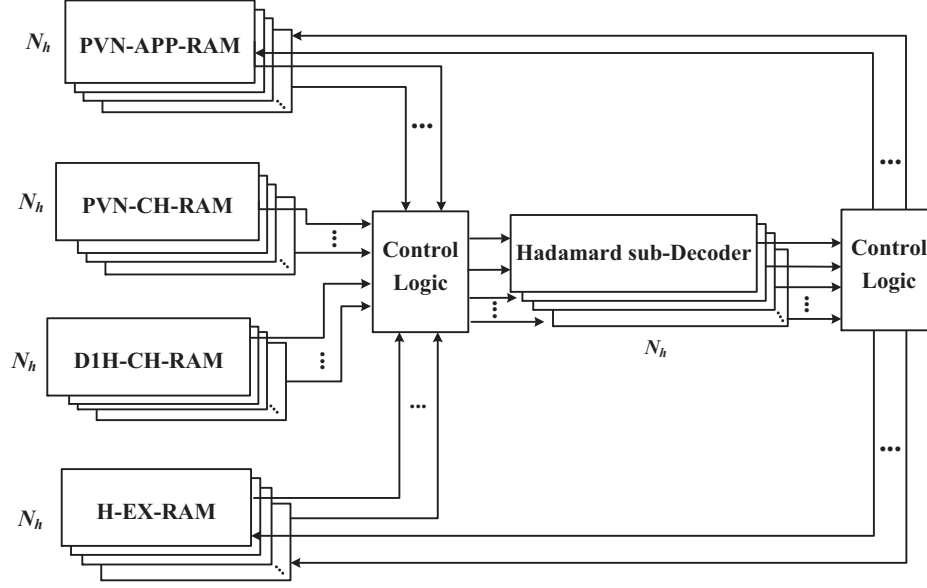 N_h PVN-APP-RAM
N_h PVN-CH-RAM
Control
Logic
Hadamard sub-Decoder
Control
Logic
N_h
N_h D1H-CH-RAM
N_h H-EX-RAM